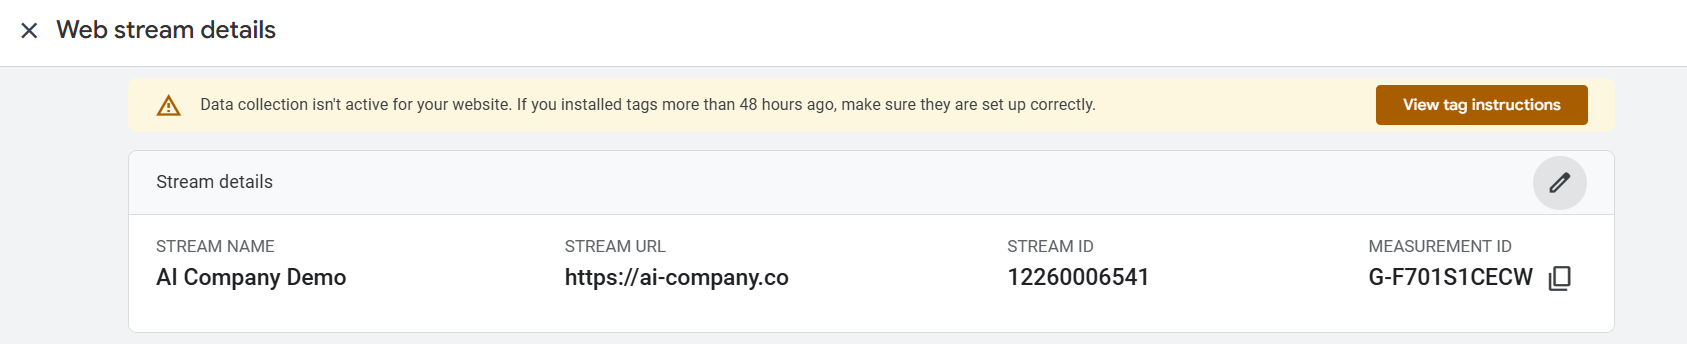 Web stream details
Data collection isn't active for your website. If you installed tags more than 48 hours ago, make sure they are set up correctly.
View tag instructions
Stream details
STREAM NAME
AI Company Demo
STREAM URL
https://ai-company.co
STREAM ID
12260006541
MEASUREMENT ID
G-F701S1CECW